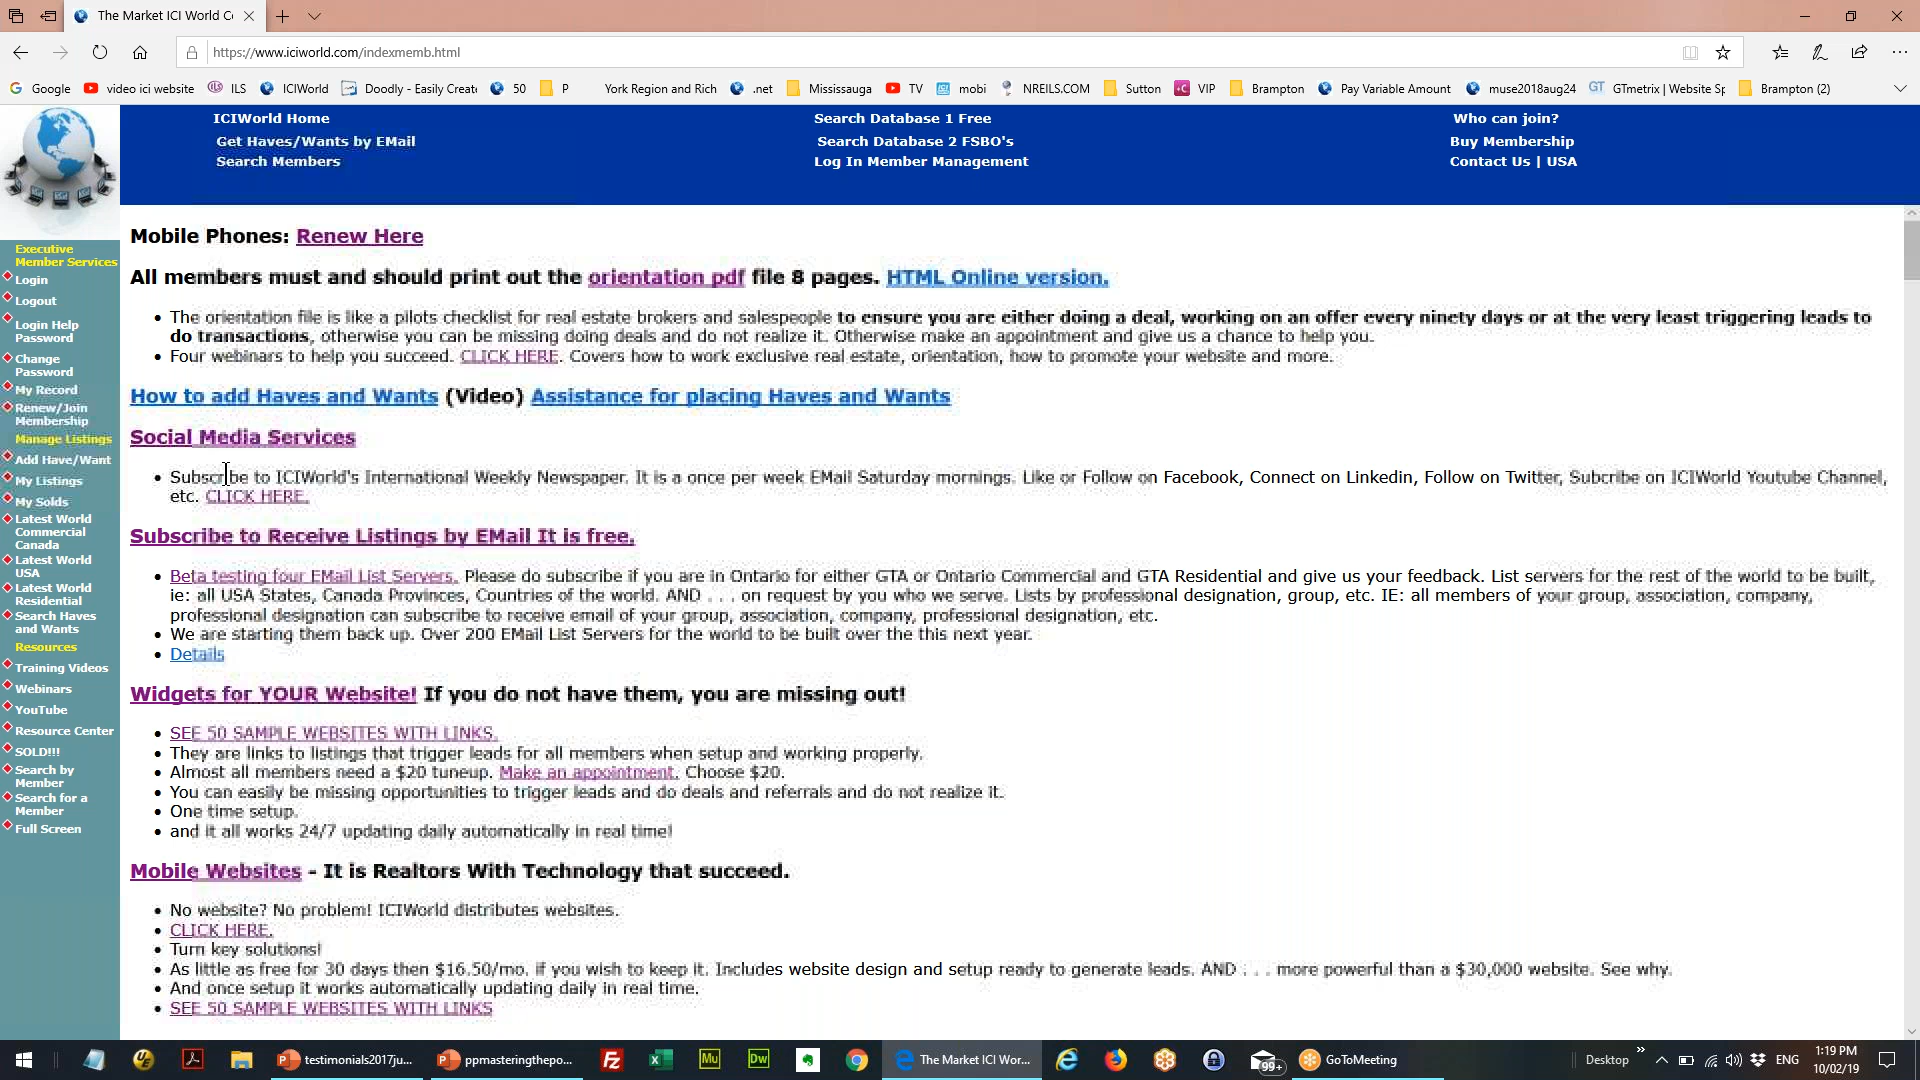 The Market ICI World Co
https://www.iciworld.com/indexmemb.html
Google
video ici website
ILS
ICIWorld
Doodly - Easily Create
50
P
York Region and Rich
.net
Mississauga
TV
mobi
NREILS.COM
Sutton
VIP
Brampton
Pay Variable Amount
muse2018aug24
GTmetrix | Website Sp
Brampton (2)
ICIWorld Home
Search Database 1 Free
Who can join?
Get Haves/Wants by EMail
Search Database 2 FSBO's
Buy Membership
Search Members
Log In Member Management
Contact Us | USA
Executive
Member Services
Login
Logout
Login Help
Password
Change
Password
My Record
Renew/Join
Membership
Manage Listings
Add Have/Want
My Listings
My Solds
Latest World
Commercial
Canada
Latest World
USA
Latest World
Residential
Search Haves
and Wants
Resources
Training Videos
Webinars
YouTube
Resource Center
SOLD!!!
Search by
Member
Search for a
Member
Full Screen
Mobile Phones: Renew Here
All members must and should print out the orientation pdf file 8 pages. HTML Online version.
The orientation file is like a pilots checklist for real estate brokers and salespeople to ensure you are either doing a deal, working on an offer every ninety days or at the very least triggering leads to
do transactions, otherwise you can be missing doing deals and do not realize it. Otherwise make an appointment and give us a chance to help you.
Four webinars to help you succeed. CLICK HERE. Covers how to work exclusive real estate, orientation, how to promote your website and more.
How to add Haves and Wants (Video) Assistance for placing Haves and Wants
Social Media Services
Subscribe to ICIWorld's International Weekly Newspaper. It is a once per week EMail Saturday mornings. Like or Follow on Facebook, Connect on Linkedin, Follow on Twitter, Subcribe on ICIWorld Youtube Channel,
etc. CLICK HERE.
Subscribe to Receive Listings by EMail It is free.
Beta testing four EMail List Servers. Please do subscribe if you are in Ontario for either GTA or Ontario Commercial and GTA Residential and give us your feedback. List servers for the rest of the world to be built,
ie: all USA States, Canada Provinces, Countries of the world. AND . . . on request by you who we serve. Lists by professional designation, group, etc. IE: all members of your group, association, company,
professional designation can subscribe to receive email of your group, association, company, professional designation, etc.
We are starting them back up. Over 200 EMail List Servers for the world to be built over the this next year.
Details
Widgets for YOUR Website! If you do not have them, you are missing out!
SEE 50 SAMPLE WEBSITES WITH LINKS.
They are links to listings that trigger leads for all members when setup and working properly.
Almost all members need a $20 tuneup. Make an appointment. Choose $20.
You can easily be missing opportunities to trigger leads and do deals and referrals and do not realize it.
One time setup.
and it all works 24/7 updating daily automatically in real time!
Mobile Websites - It is Realtors With Technology that succeed.
No website? No problem! ICIWorld distributes websites.
CLICK HERE.
Turn key solutions!
As little as free for 30 days then $16.50/mo. if you wish to keep it. Includes website design and setup ready to generate leads. AND . . . more powerful than a $30,000 website. See why.
And once setup it works automatically updating daily in real time.
SEE 50 SAMPLE WEBSITES WITH LINKS
testimonials2017ju...
ppmasteringthepo...
Mu
Dw
The Market ICI Wor...
99+
GoToMeeting
Desktop
ENG
1:19 PM
10/02/19